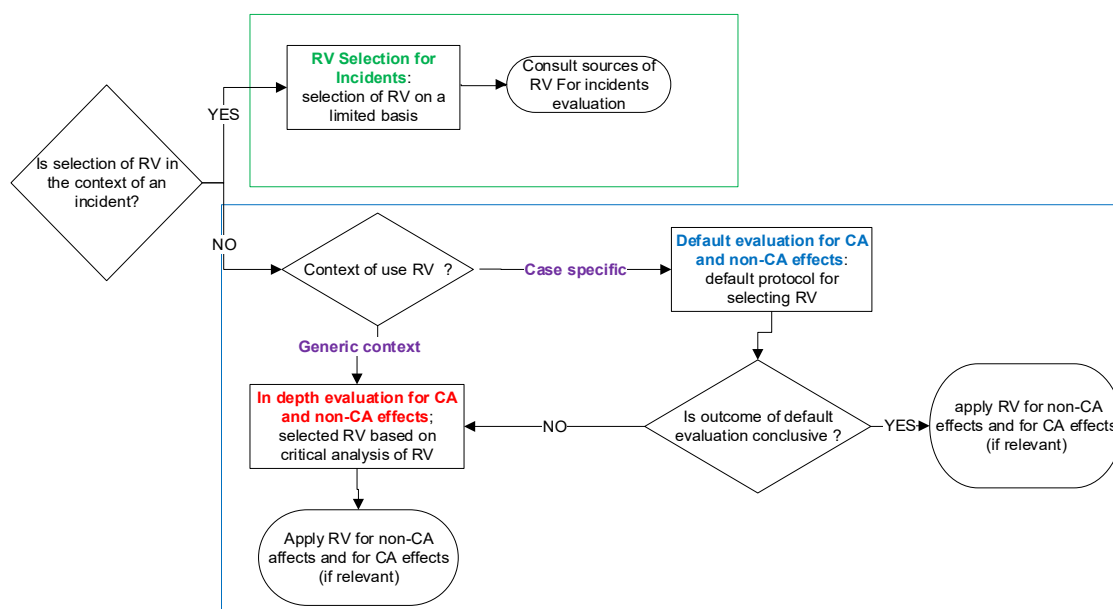 RV Selection for
Incidents:
selection of RV on a
limited basis
Consult sources of
RV For incidents
evaluation
YES
Is selection of RV in
the context of an
incident?
NO
Context of use RV ?
Case specific
Default evaluation for CA
and non-CA effects:
default protocol for
selecting RV
Generic context
In depth evaluation for CA
and non-CA effects;
selected RV based on
critical analysis of RV
NO
Is outcome of default
evaluation conclusive ?
YES
apply RV for non-CA
effects and for CA effects
(if relevant)
Apply RV for non-CA
affects and for CA effects
(if relevant)